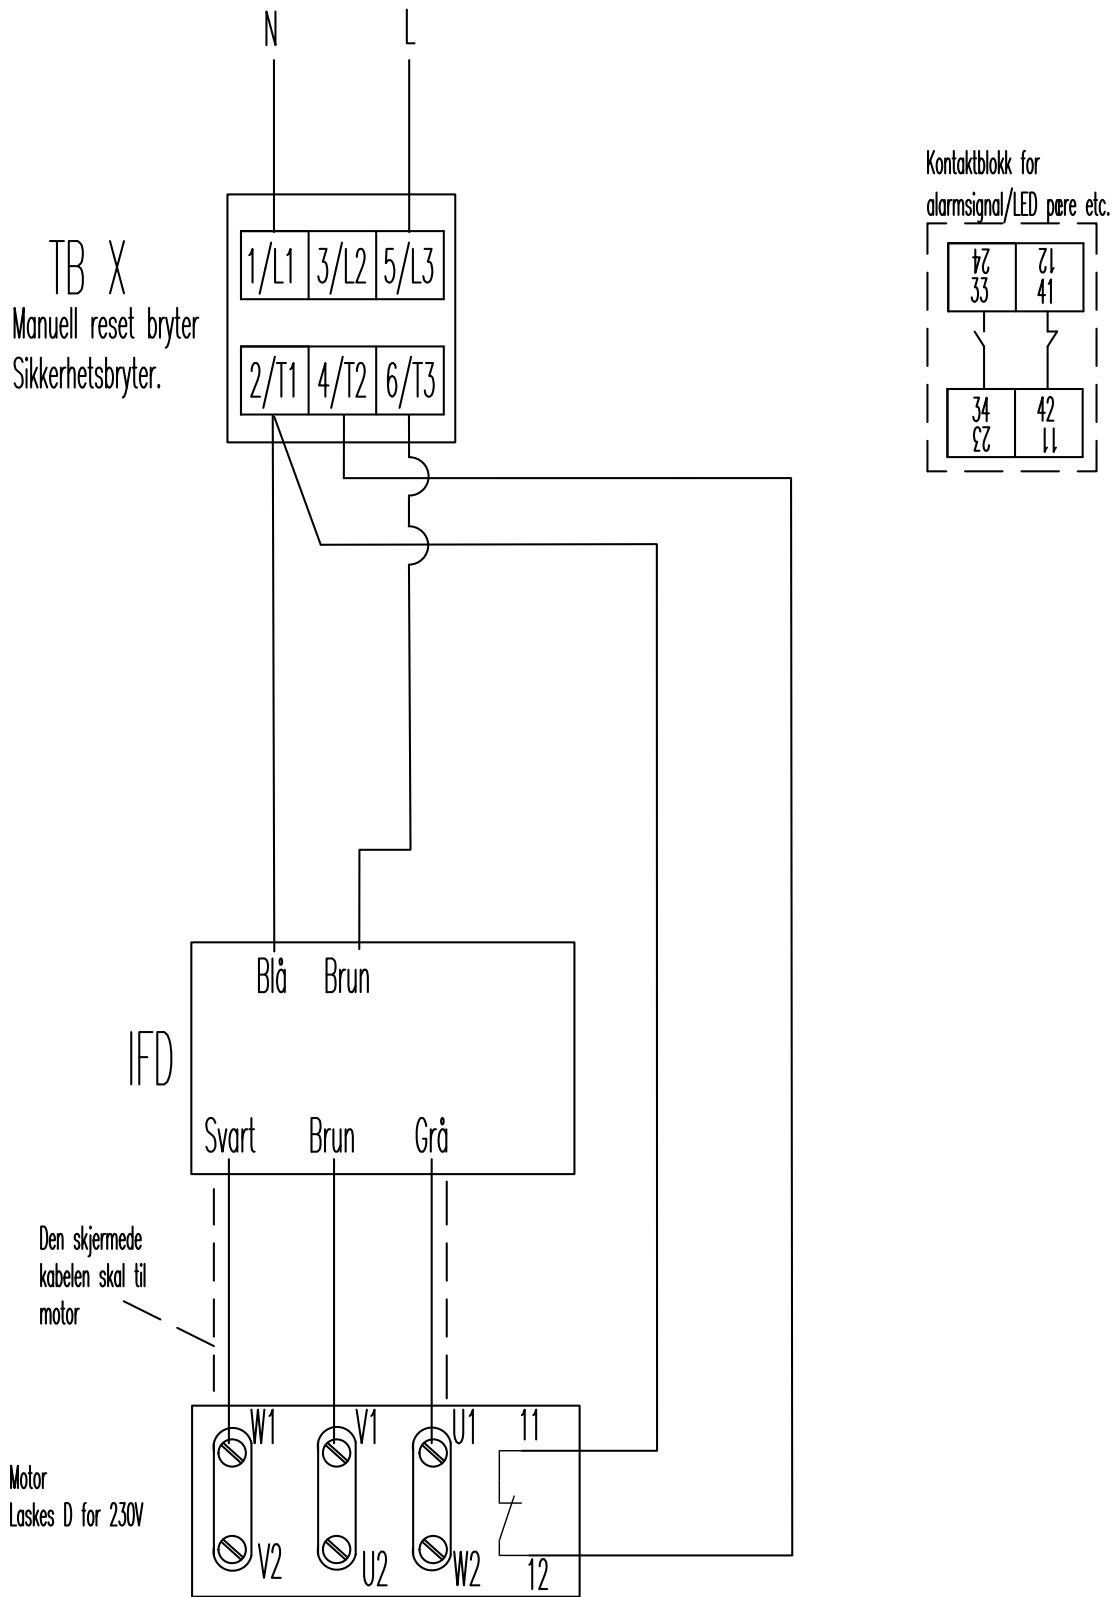 N
L
Kontaktblokk for
alarmsignal/LED pære etc.
TB X
Manuell reset bryter
Sikkerhetsbryter.
1/L1
3/L2
5/L3
2/T1
4/T2
6/T3
24
12
33
41
34
42
23
11
Blå
Brun
IFD
Svart
Brun
Grå
Den skjermede
kabelen skal til
motor
W1
V1
U1
11
Motor
Laskes D for 230V
V2
U2
W2
12